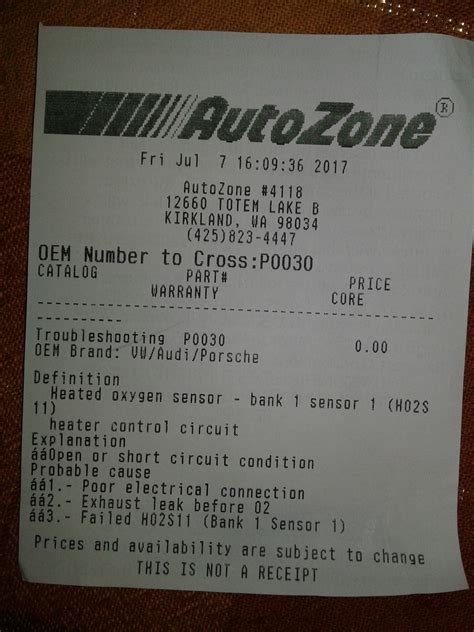 AutoZone ®
Fri Jul 7 16:09:36 2017
AutoZone #4118
12660 TOTEM LAKE B
KIRKLAND, WA 98034
(425)823-4447
OEM Number to Cross:P0030
CATALOG PART# PRICE
WARRANTY CORE
Troubleshooting P0030 0.00
OEM Brand: VW/Audi/Porsche
Definition
Heated oxygen sensor - bank 1 sensor 1 (HO2S
11)
heater control circuit
Explanation
ááOpen or short circuit condition
Probable cause
áá1.- Poor electrical connection
áá2.- Exhaust leak before O2
áá3.- Failed HO2S11 (Bank 1 Sensor 1)
Prices and availability are subject to change
THIS IS NOT A RECEIPT